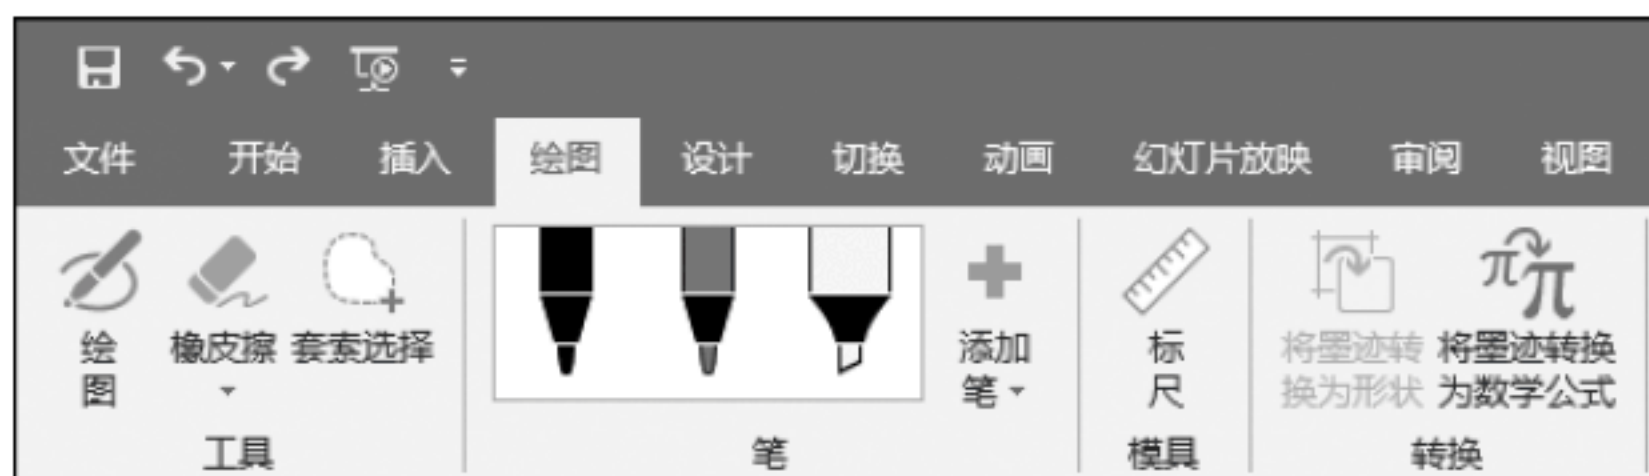 文件 开始 插入 绘图 设计 切换 动画 幻灯片放映 审阅 视图
绘
图
橡皮擦
套索选择
添加
笔
标
尺
将墨迹转
换为形状
将墨迹转换
为数学公式
工具 笔 模具 转换